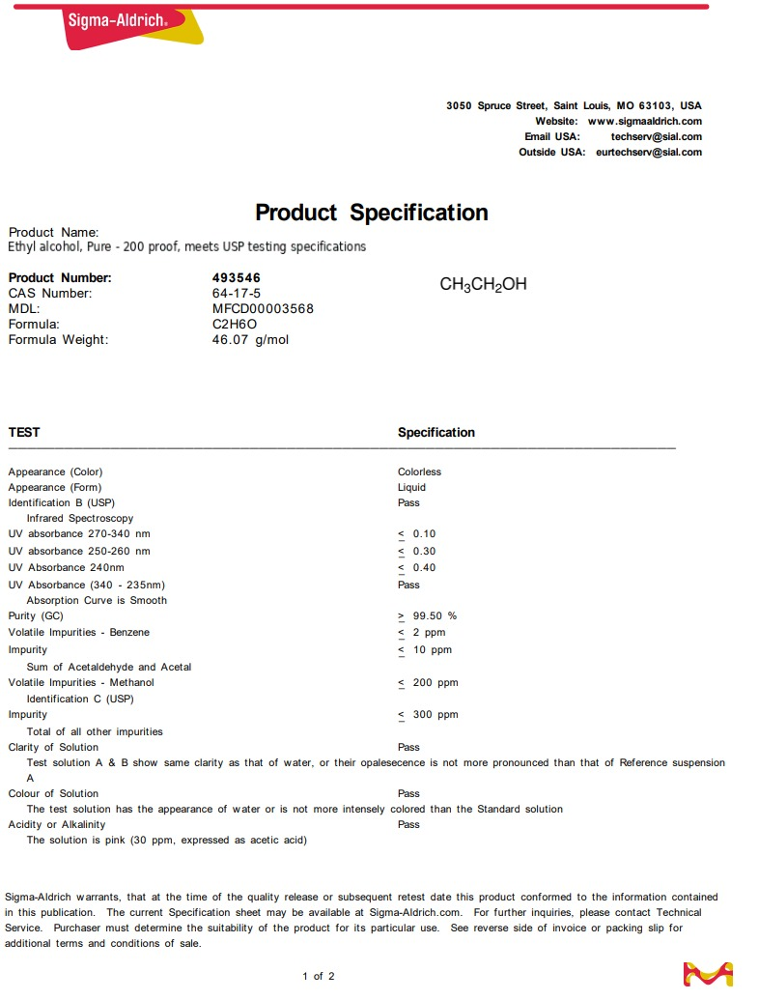 Sigma-Aldrich®
3050 Spruce Street, Saint Louis, MO 63103, USA
Website: www.sigmaaldrich.com
Email USA: techserv@sial.com
Outside USA: eurtechserv@sial.com
Product Specification
Product Name:
Ethyl alcohol, Pure - 200 proof, meets USP testing specifications
Product Number: 493546
CAS Number: 64-17-5
MDL: MFCD00003568
Formula: C2H6O
Formula Weight: 46.07 g/mol
CH₃CH₂OH
TEST Specification
Appearance (Color) Colorless
Appearance (Form) Liquid
Identification B (USP) Pass
Infrared Spectroscopy
UV absorbance 270-340 nm ≤ 0.10
UV absorbance 250-260 nm ≤ 0.30
UV Absorbance 240nm ≤ 0.40
UV Absorbance (340 - 235nm) Pass
Absorption Curve is Smooth
Purity (GC) ≥ 99.50 %
Volatile Impurities - Benzene ≤ 2 ppm
Impurity ≤ 10 ppm
Sum of Acetaldehyde and Acetal
Volatile Impurities - Methanol ≤ 200 ppm
Identification C (USP)
Impurity ≤ 300 ppm
Total of all other impurities
Clarity of Solution Pass
Test solution A & B show same clarity as that of water, or their opalesecence is not more pronounced than that of Reference suspension
A
Colour of Solution Pass
The test solution has the appearance of water or is not more intensely colored than the Standard solution
Acidity or Alkalinity Pass
The solution is pink (30 ppm, expressed as acetic acid)
Sigma-Aldrich warrants, that at the time of the quality release or subsequent retest date this product conformed to the information contained
in this publication. The current Specification sheet may be available at Sigma-Aldrich.com. For further inquiries, please contact Technical
Service. Purchaser must determine the suitability of the product for its particular use. See reverse side of invoice or packing slip for
additional terms and conditions of sale.
1 of 2